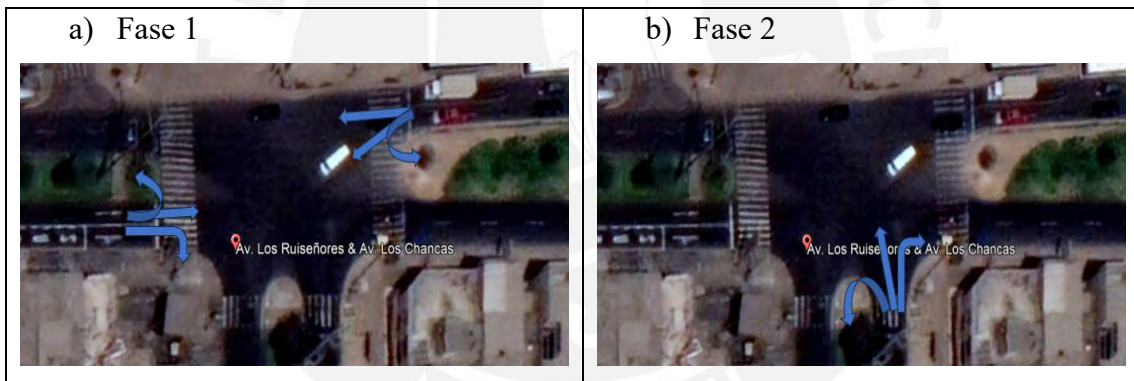 a) Fase 1
b) Fase 2
Av. Los Ruiseñores & Av. Los Chancas
Av. Los Ruiseñores & Av. Los Chancas